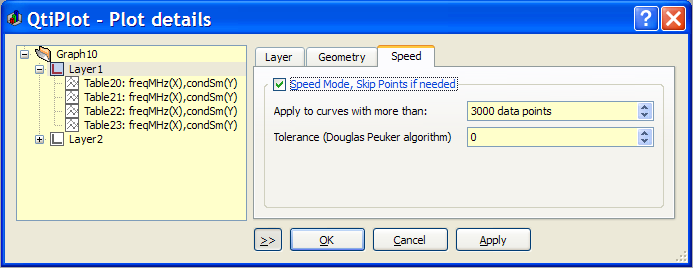 QtiPlot - Plot details
Graph10
Layer1
Table20: freqMHz(X),condSm(Y)
Table21: freqMHz(X),condSm(Y)
Table22: freqMHz(X),condSm(Y)
Table23: freqMHz(X),condSm(Y)
Layer2
Layer Geometry Speed
Speed Mode, Skip Points if needed
Apply to curves with more than: 3000 data points
Tolerance (Douglas Peuker algorithm) 0
>> OK Cancel Apply